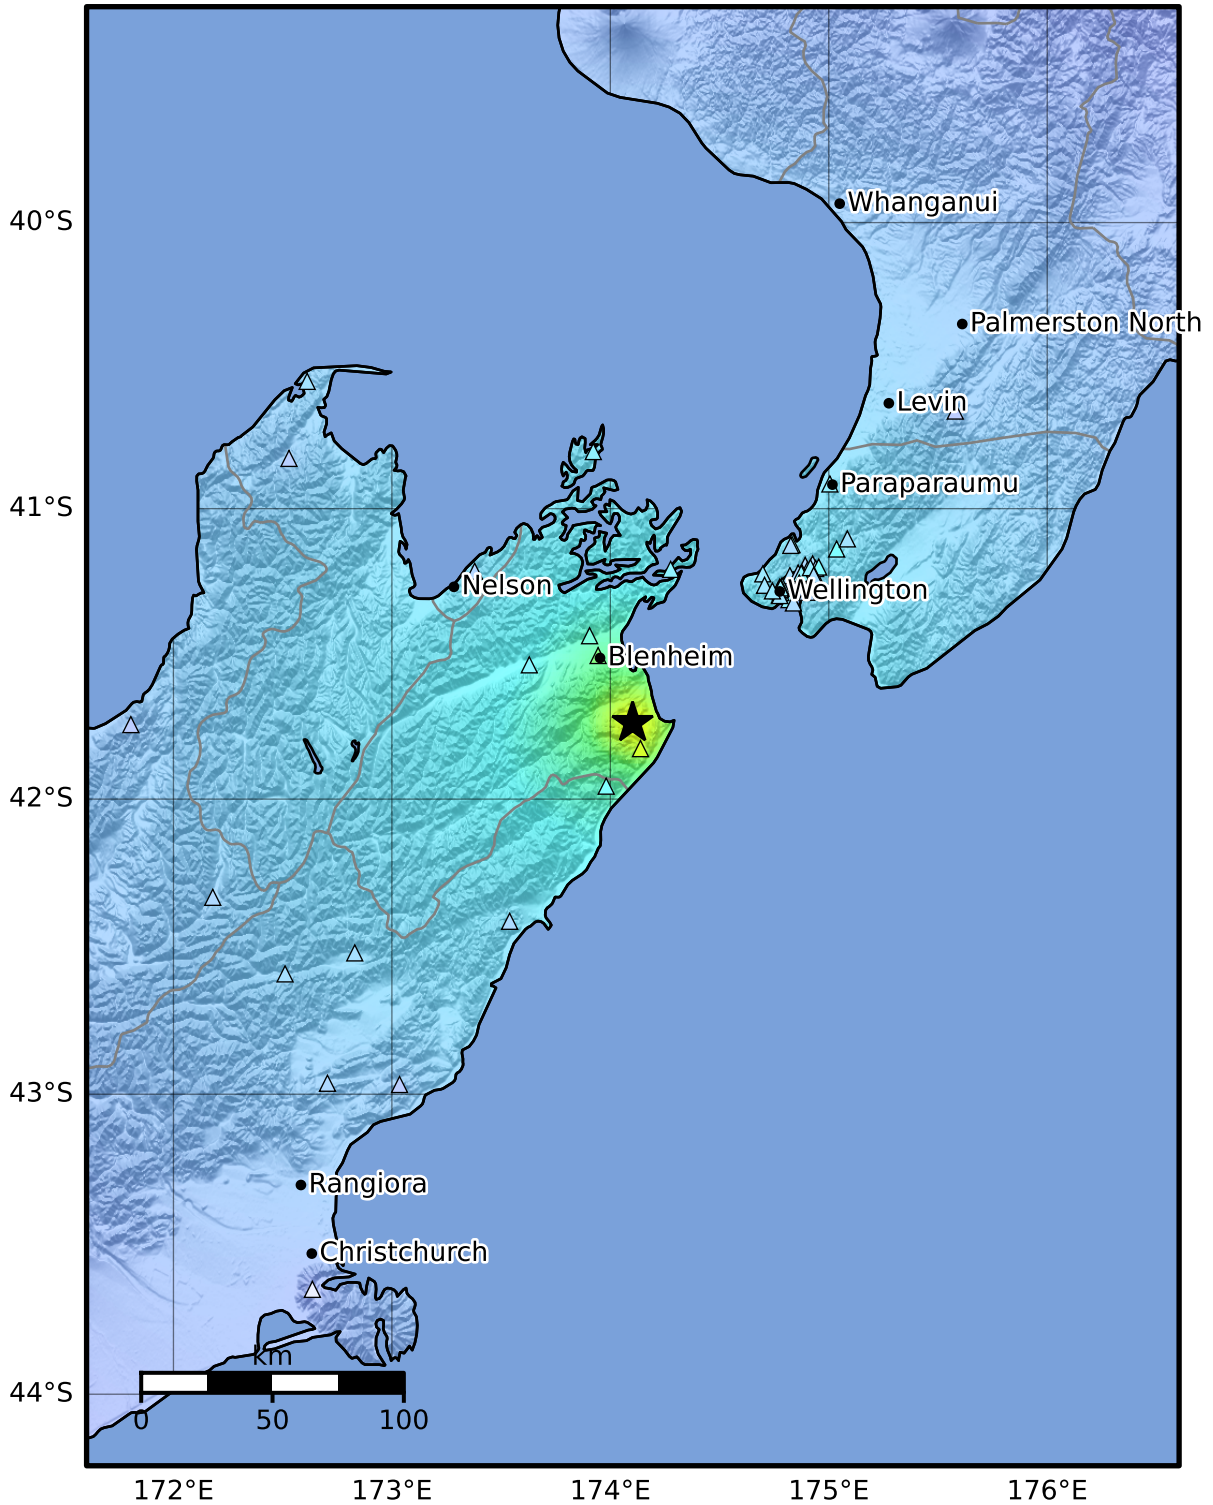 Whanganui
40°S
Palmerston North
Levin
Paraparaumu
41°S
Nelson
Wellington
Blenheim
42°S
43°S
Rangiora
Christchurch
km
44°S
0 50 100
172°E 173°E 174°E 175°E 176°E